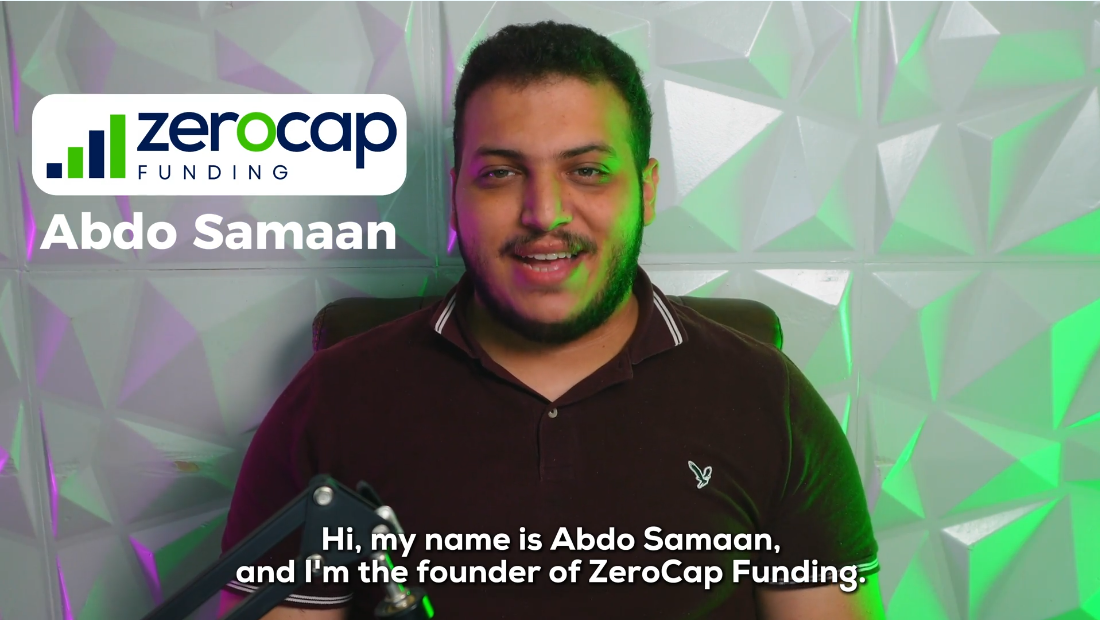 zerocap
FUNDING
Abdo Samaan
Hi, my name is Abdo Samaan,
and I'm the founder of ZeroCap Funding.